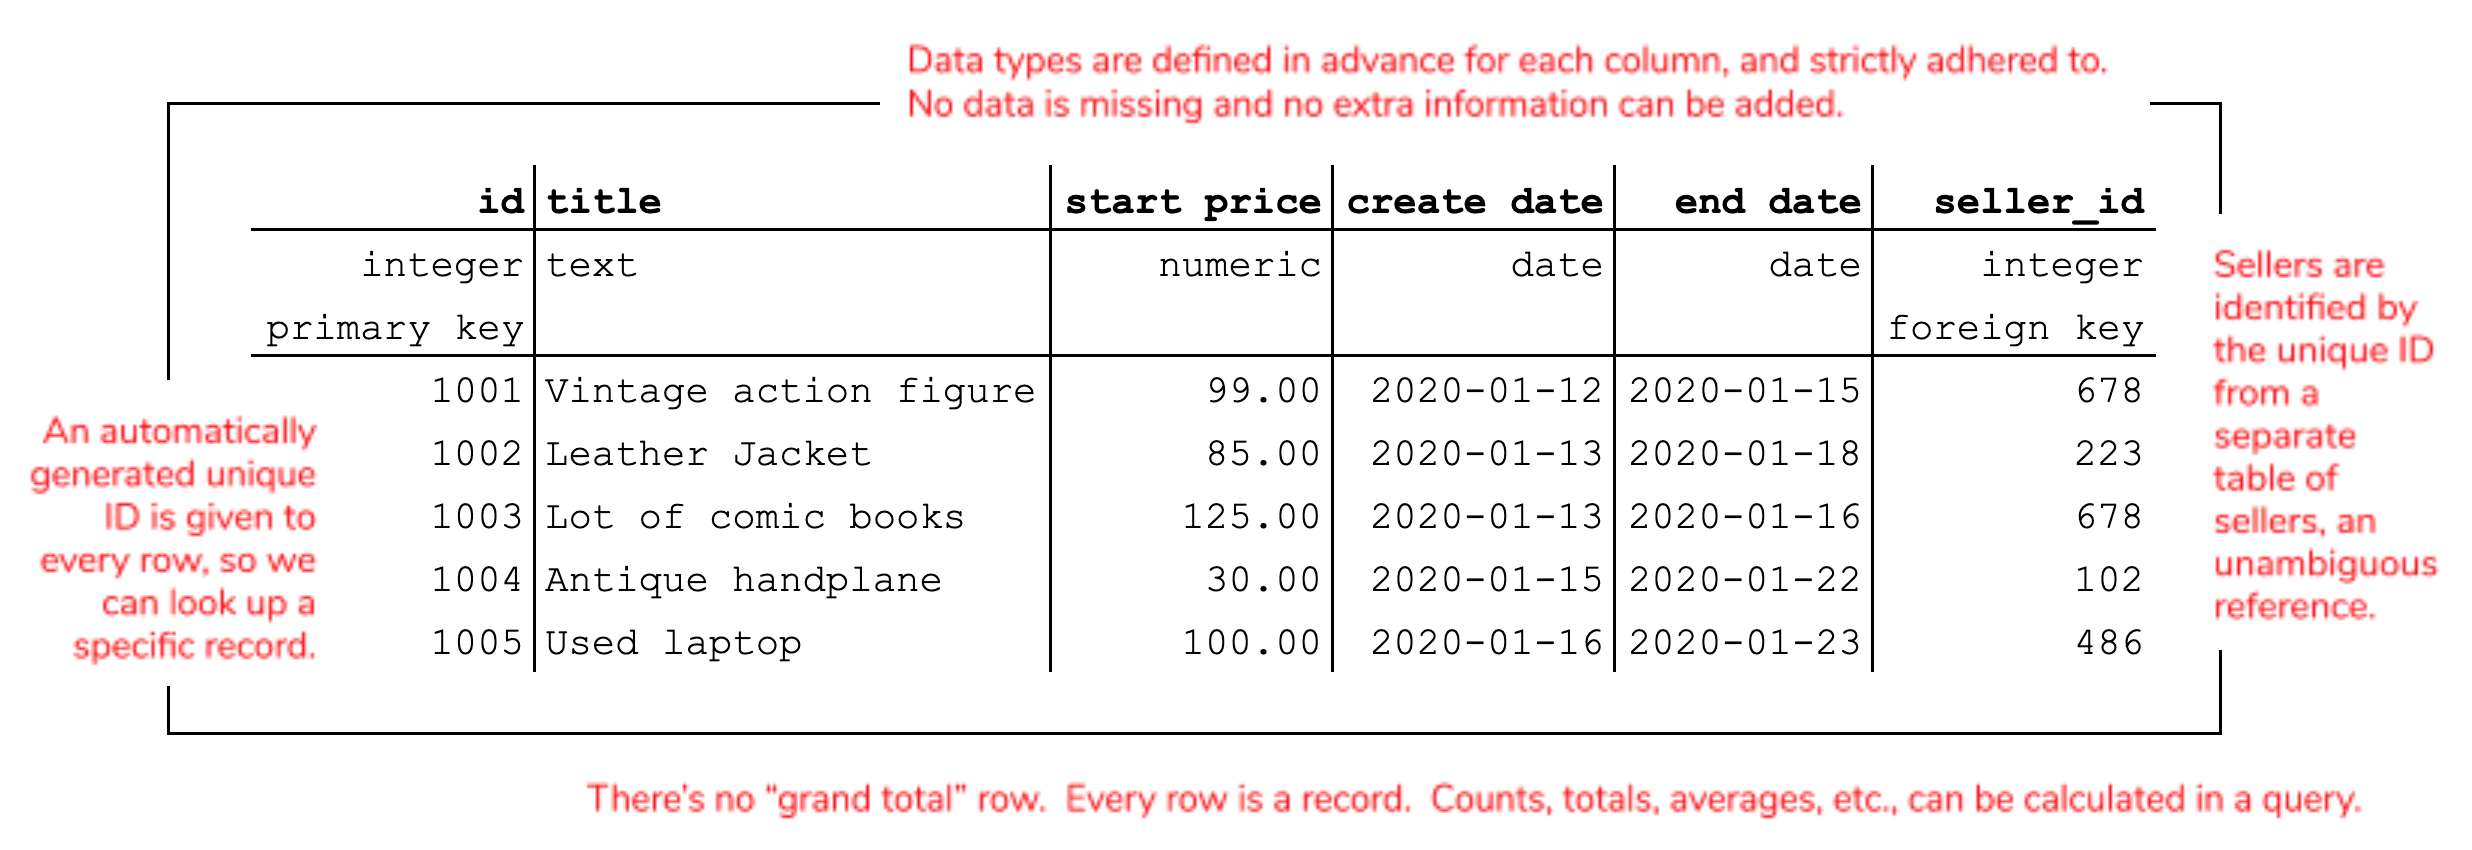 Data types are defined in advance for each column, and strictly adhered to.
No data is missing and no extra information can be added.
id title start price create date end date seller_id
integer text numeric date date integer
primary key foreign key
1001 Vintage action figure 99.00 2020-01-12 2020-01-15 678
1002 Leather Jacket 85.00 2020-01-13 2020-01-18 223
1003 Lot of comic books 125.00 2020-01-13 2020-01-16 678
1004 Antique handplane 30.00 2020-01-15 2020-01-22 102
1005 Used laptop 100.00 2020-01-16 2020-01-23 486
An automatically
generated unique
ID is given to
every row, so we
can look up a
specific record.
Sellers are
identified by
the unique ID
from a
separate
table of
sellers, an
unambiguous
reference.
There's no “grand total” row. Every row is a record. Counts, totals, averages, etc., can be calculated in a query.